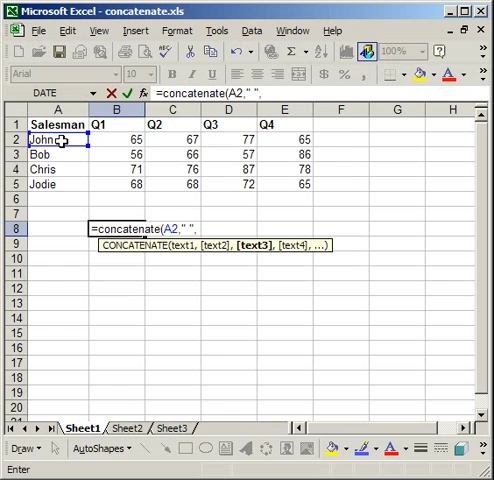 Microsoft Excel - concatenate.xls
File Edit View Insert Format Tools Data Window Help
Σ 100%
Arial 10 B I U
DATE =concatenate(A2," ",
A B C D E F G H
1 Salesman Q1 Q2 Q3 Q4
2 John 65 67 77 65
3 Bob 56 66 57 86
4 Chris 71 76 87 78
5 Jodie 68 68 72 65
6
7
8 =concatenate(A2," ",
9 CONCATENATE(text1, [text2], [text3], [text4], ...)
10
11
12
13
14
15
16
17
18
19
20
21
Sheet1 Sheet2 Sheet3
Draw AutoShapes A
Enter